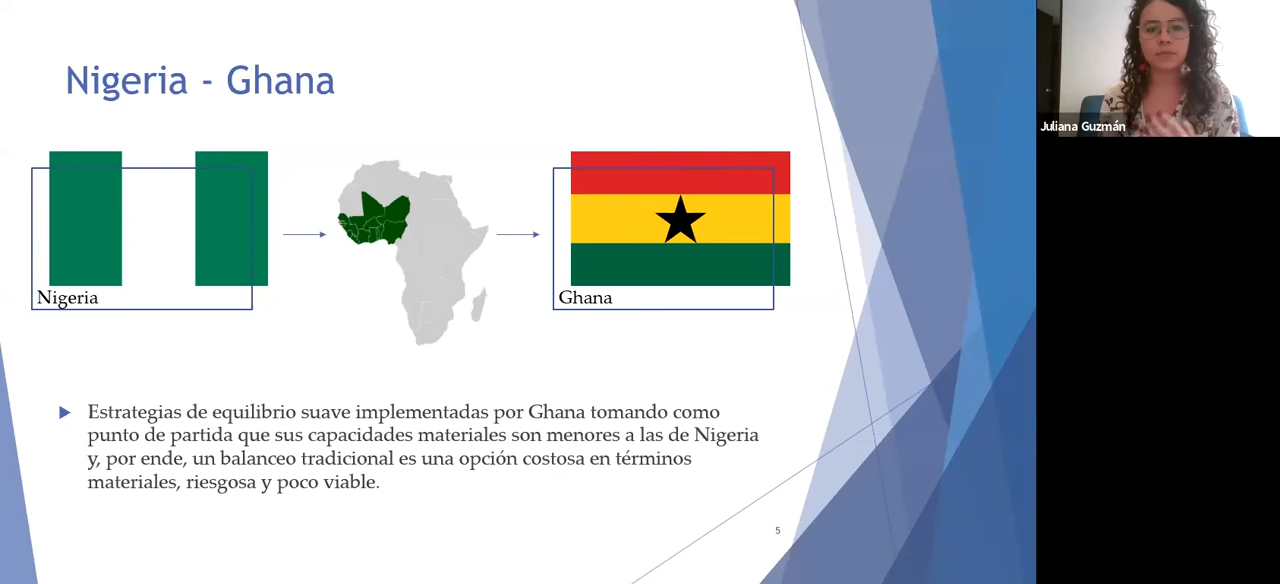 Nigeria - Ghana
Nigeria
Ghana
Estrategias de equilibrio suave implementadas por Ghana tomando como
punto de partida que sus capacidades materiales son menores a las de Nigeria
y, por ende, un balanceo tradicional es una opción costosa en términos
materiales, riesgosa y poco viable.
5
Juliana Guzmán